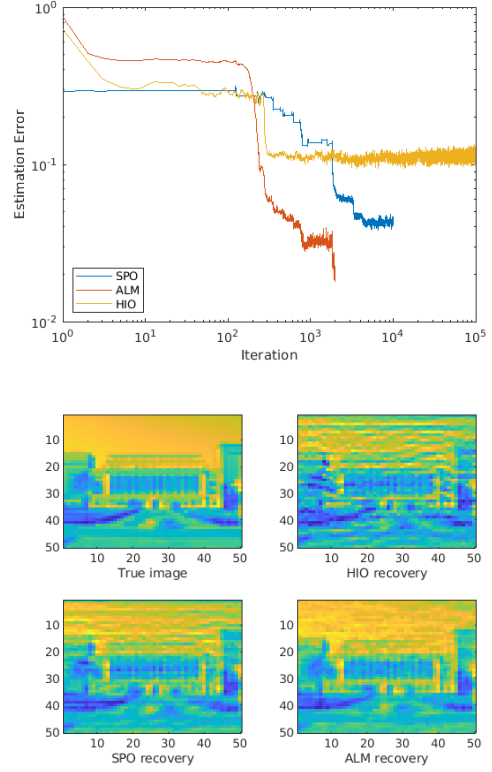 10^0
10^-1
10^-2
Estimation Error
SPO
ALM
HIO
10^0 10^1 10^2 10^3 10^4 10^5
Iteration
10
20
30
40
50
10 20 30 40 50
True image
10
20
30
40
50
10 20 30 40 50
HIO recovery
10
20
30
40
50
10 20 30 40 50
SPO recovery
10
20
30
40
50
10 20 30 40 50
ALM recovery